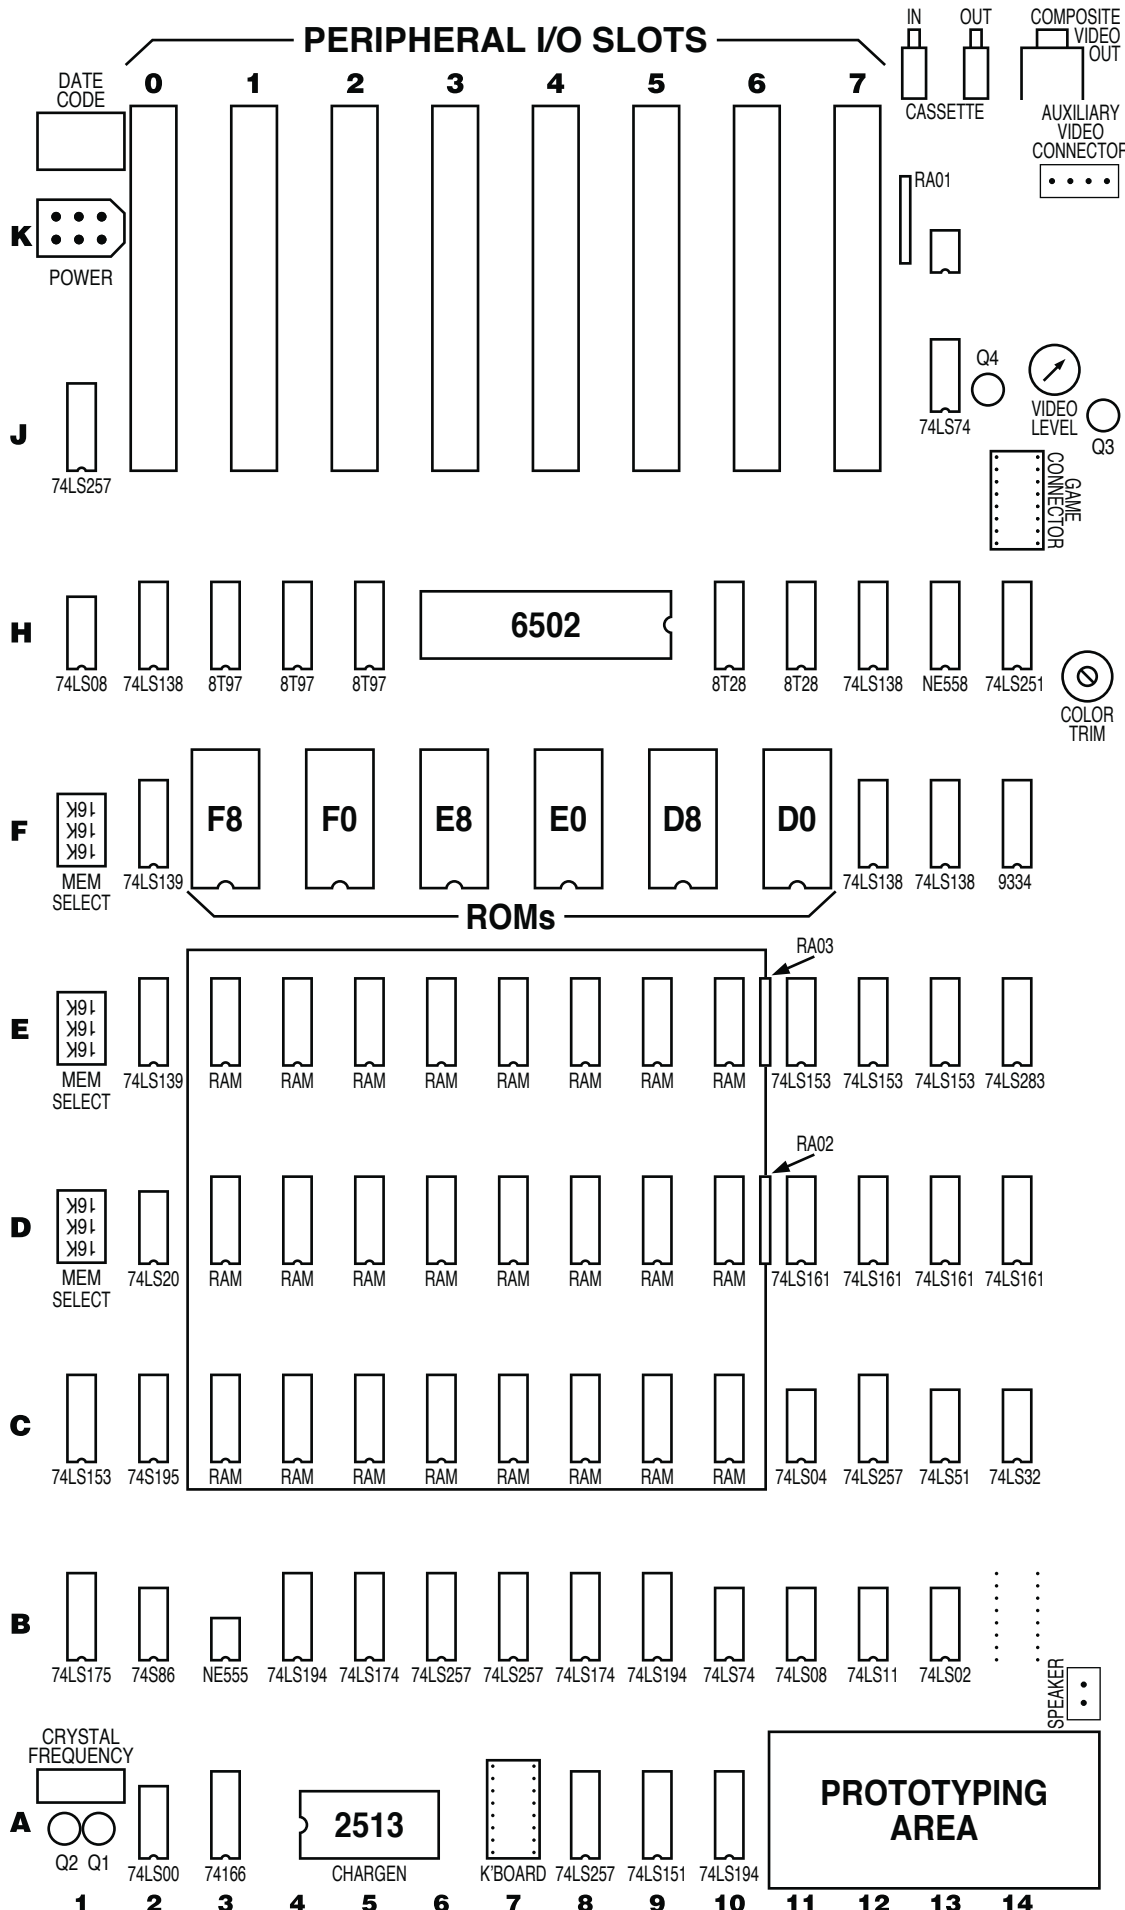 IN OUT COMPOSITE
VIDEO
OUT
PERIPHERAL I/O SLOTS
DATE
CODE
0 1 2 3 4 5 6 7
CASSETTE
AUXILIARY
VIDEO
CONNECTOR
RA01
K
POWER
Q4
VIDEO
LEVEL
74LS74
Q3
J
74LS257
GAME
CONNECTOR
H
6502
74LS08 74LS138 8T97 8T97 8T97 8T28 8T28 74LS138 NE558 74LS251
COLOR
TRIM
F
16K
16K
16K
F8 F0 E8 E0 D8 D0
MEM
SELECT
74LS139 74LS138 74LS138 9334
ROMs
RA03
E
16K
16K
16K
MEM
SELECT
74LS139 RAM RAM RAM RAM RAM RAM RAM RAM 74LS153 74LS153 74LS153 74LS283
RA02
D
16K
16K
16K
MEM
SELECT
74LS20 RAM RAM RAM RAM RAM RAM RAM RAM 74LS161 74LS161 74LS161 74LS161
C
74LS153 74S195 RAM RAM RAM RAM RAM RAM RAM RAM 74LS04 74LS257 74LS51 74LS32
B
74LS175 74S86 NE555 74LS194 74LS174 74LS257 74LS257 74LS174 74LS194 74LS74 74LS08 74LS11 74LS02
SPEAKER
CRYSTAL
FREQUENCY
A
Q2 Q1
2513
PROTOTYPING
AREA
74LS00 74166 CHARGEN K'BOARD 74LS257 74LS151 74LS194
1 2 3 4 5 6 7 8 9 10 11 12 13 14